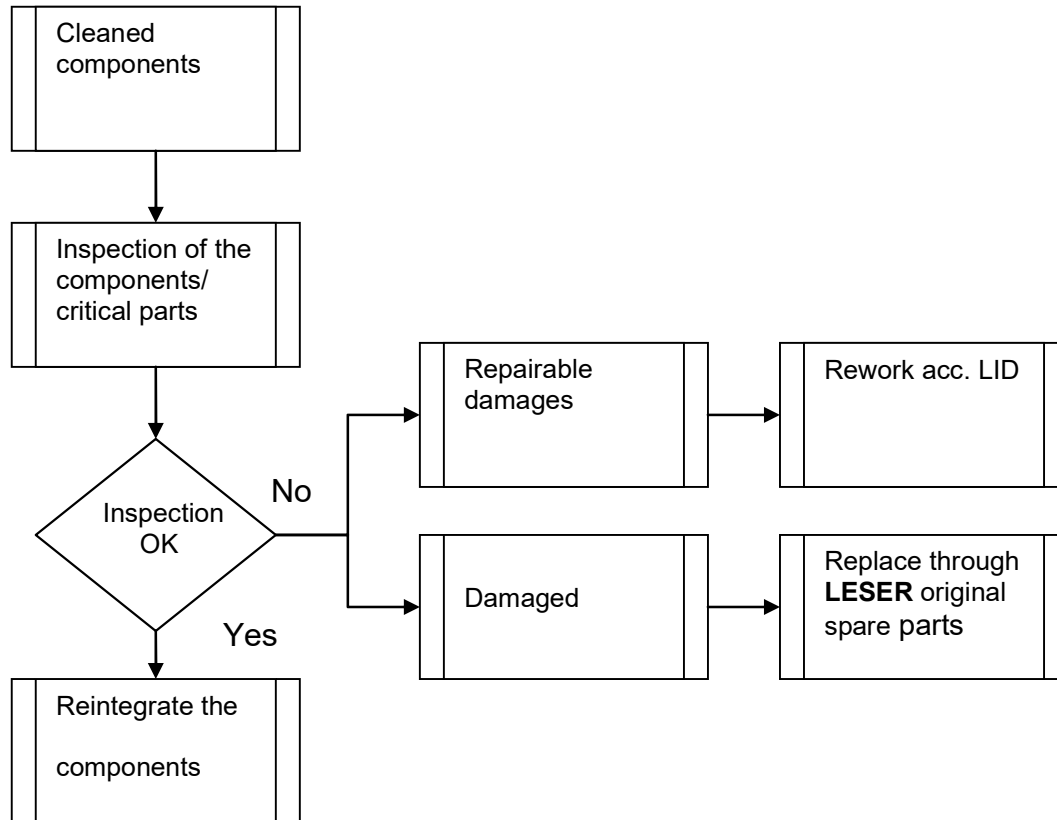 Cleaned
components
Inspection of the
components/
critical parts
Repairable
damages
Rework acc. LID
No
Inspection
OK
Damaged
Replace through
LESER original
spare parts
Yes
Reintegrate the
components